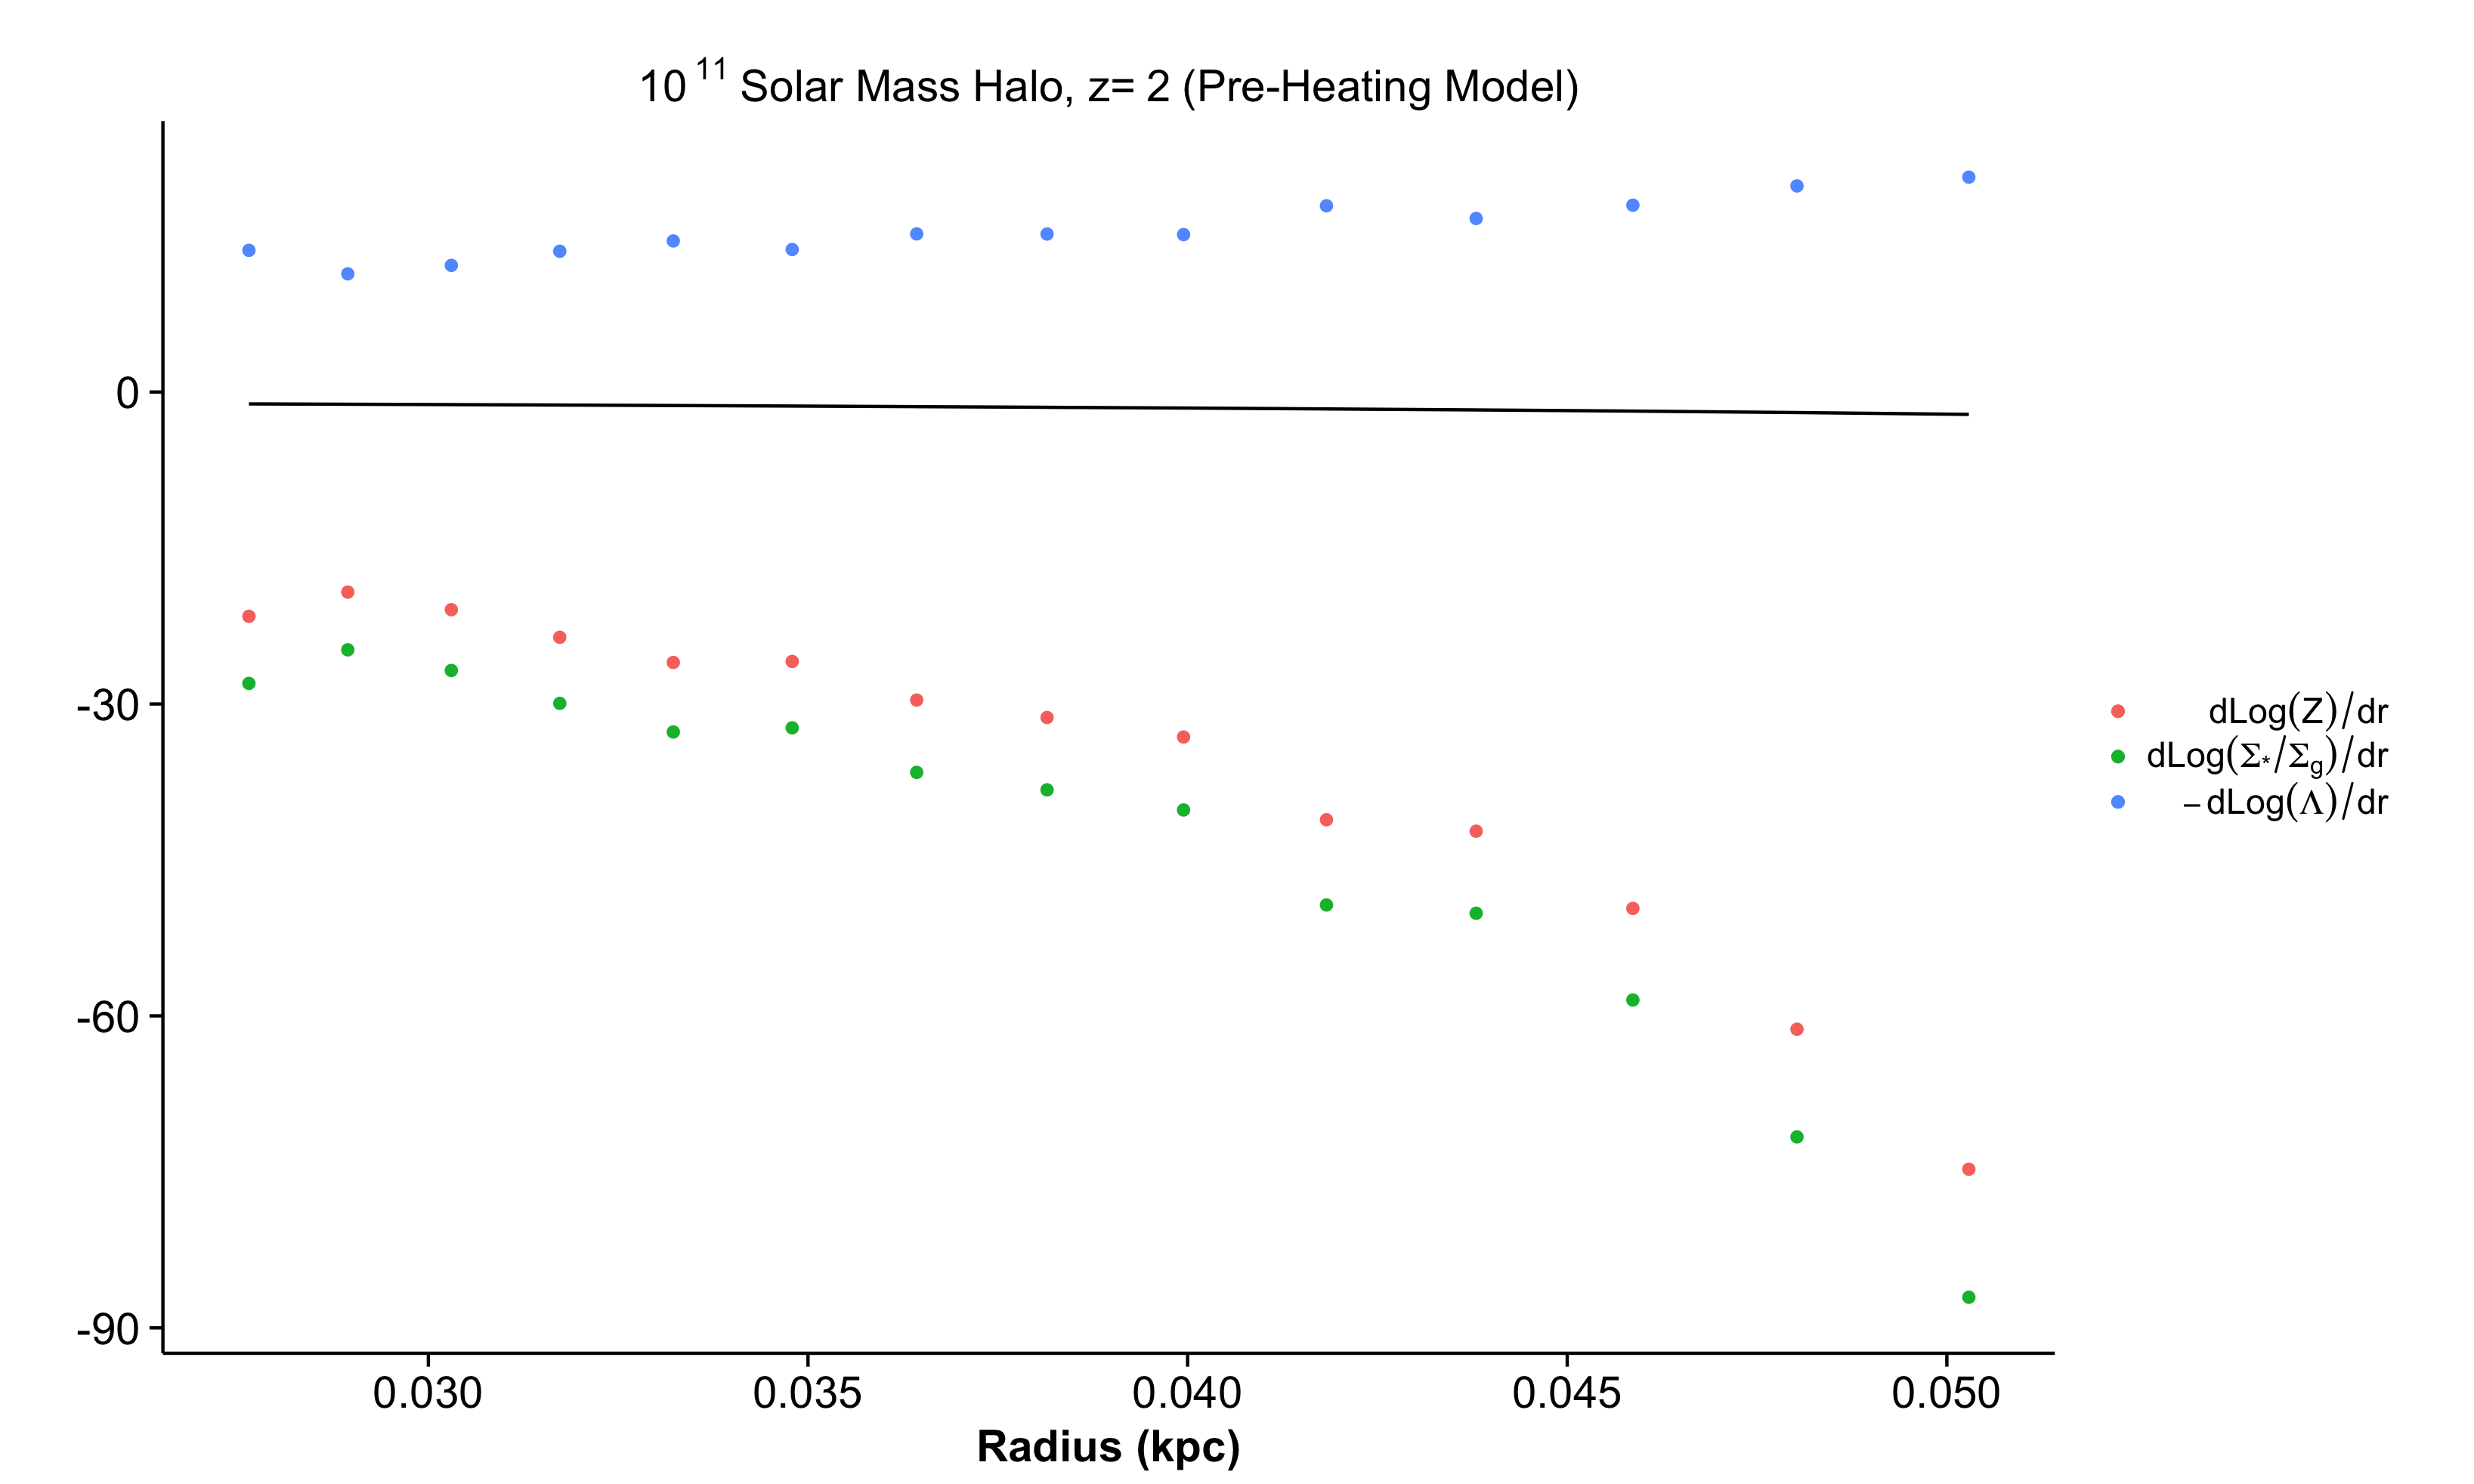 10^11 Solar Mass Halo, z= 2 (Pre-Heating Model)
0
-30
-60
-90
dLog(Z)/dr
dLog(Σ*/Σg)/dr
−dLog(Λ)/dr
0.030 0.035 0.040 0.045 0.050
Radius (kpc)